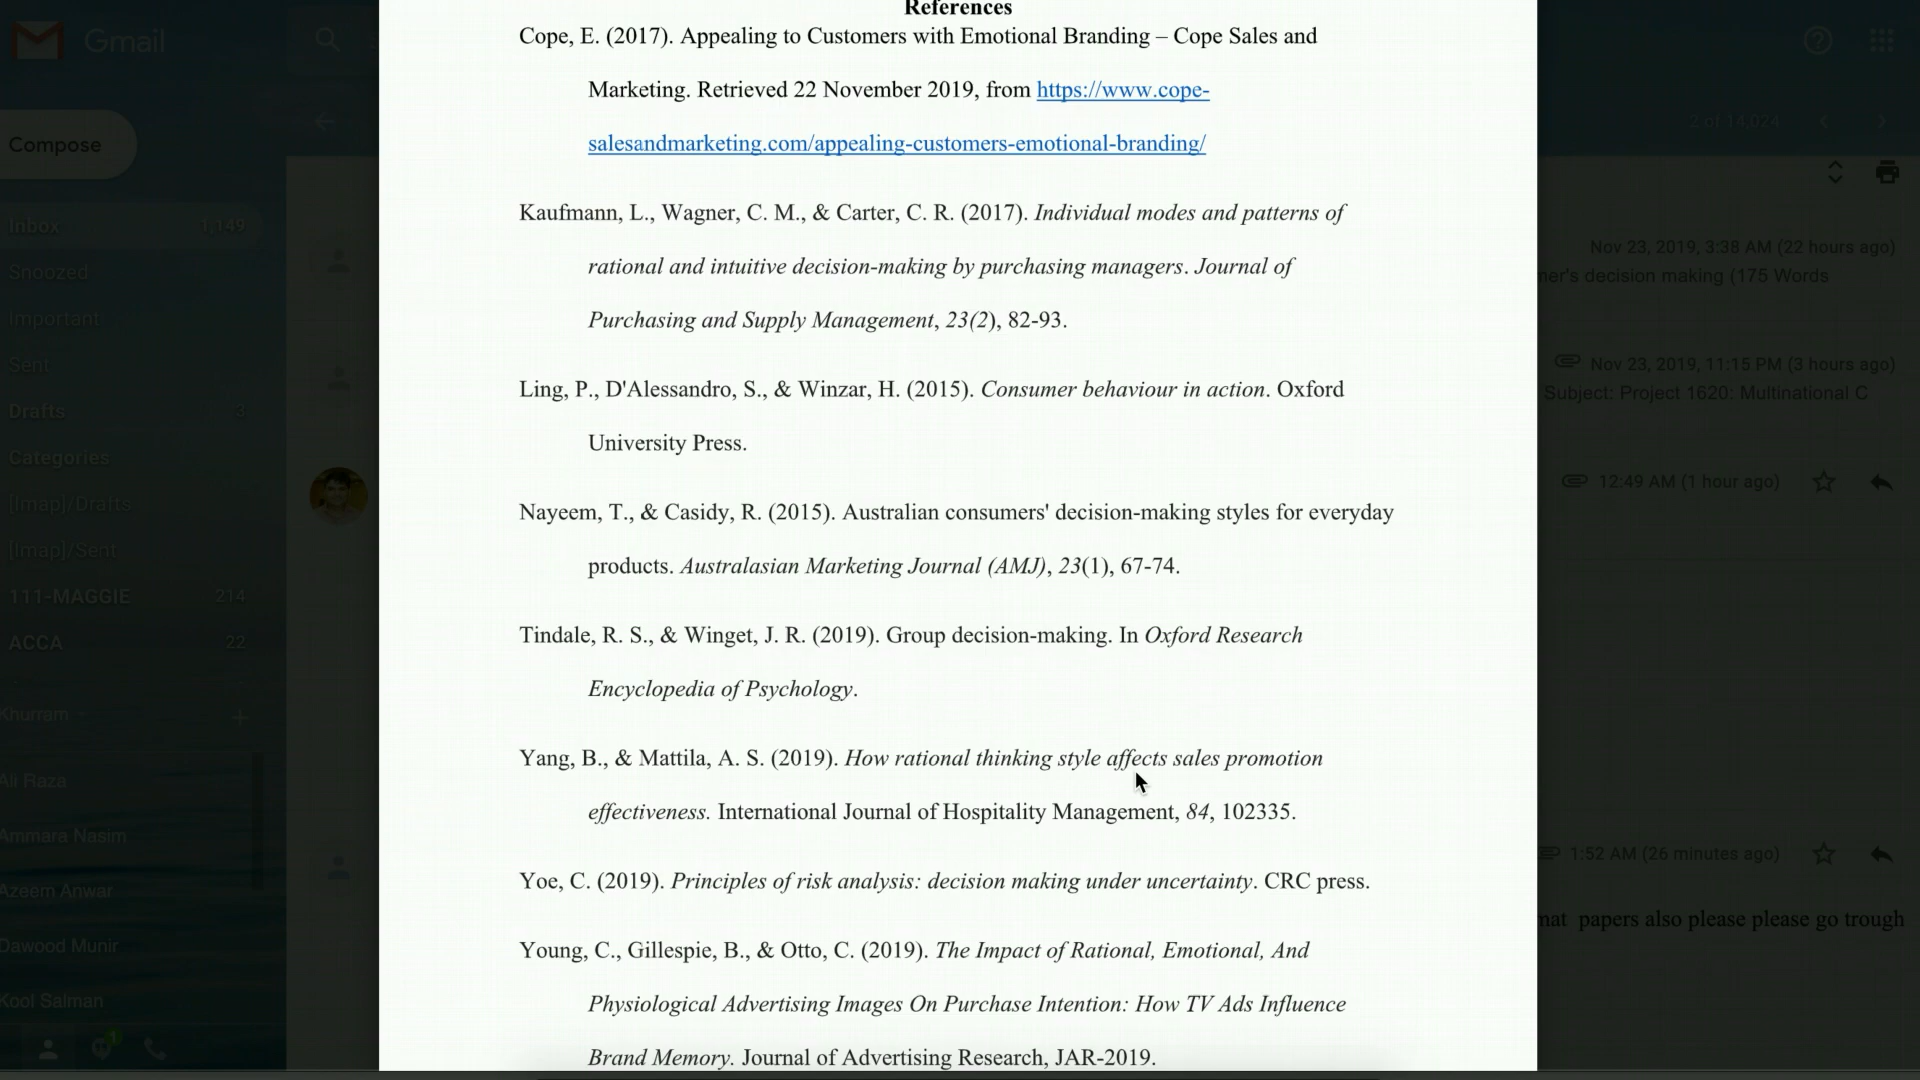 References
Cope, E. (2017). Appealing to Customers with Emotional Branding – Cope Sales and
Marketing. Retrieved 22 November 2019, from https://www.cope-
salesandmarketing.com/appealing-customers-emotional-branding/
Kaufmann, L., Wagner, C. M., & Carter, C. R. (2017). Individual modes and patterns of
rational and intuitive decision-making by purchasing managers. Journal of
Purchasing and Supply Management, 23(2), 82-93.
Ling, P., D'Alessandro, S., & Winzar, H. (2015). Consumer behaviour in action. Oxford
University Press.
Nayeem, T., & Casidy, R. (2015). Australian consumers' decision-making styles for everyday
products. Australasian Marketing Journal (AMJ), 23(1), 67-74.
Tindale, R. S., & Winget, J. R. (2019). Group decision-making. In Oxford Research
Encyclopedia of Psychology.
Yang, B., & Mattila, A. S. (2019). How rational thinking style affects sales promotion
effectiveness. International Journal of Hospitality Management, 84, 102335.
Yoe, C. (2019). Principles of risk analysis: decision making under uncertainty. CRC press.
Young, C., Gillespie, B., & Otto, C. (2019). The Impact of Rational, Emotional, And
Physiological Advertising Images On Purchase Intention: How TV Ads Influence
Brand Memory. Journal of Advertising Research, JAR-2019.
Gmail
Compose
Inbox 1,149
Snoozed
Important
Sent
Drafts 3
Categories
[Imap]/Drafts
[Imap]/Sent
111-MAGGIE 214
ACCA 22
Khurram
Ali Raza
Ammara Nasim
Azeem Anwar
Dawood Munir
Kool Salman
1
2 of 14,024
Nov 23, 2019, 3:38 AM (22 hours ago)
mer's decision making (175 Words
Nov 23, 2019, 11:15 PM (3 hours ago)
Subject: Project 1620: Multinational C
12:49 AM (1 hour ago)
1:52 AM (26 minutes ago)
papers also please please go trough